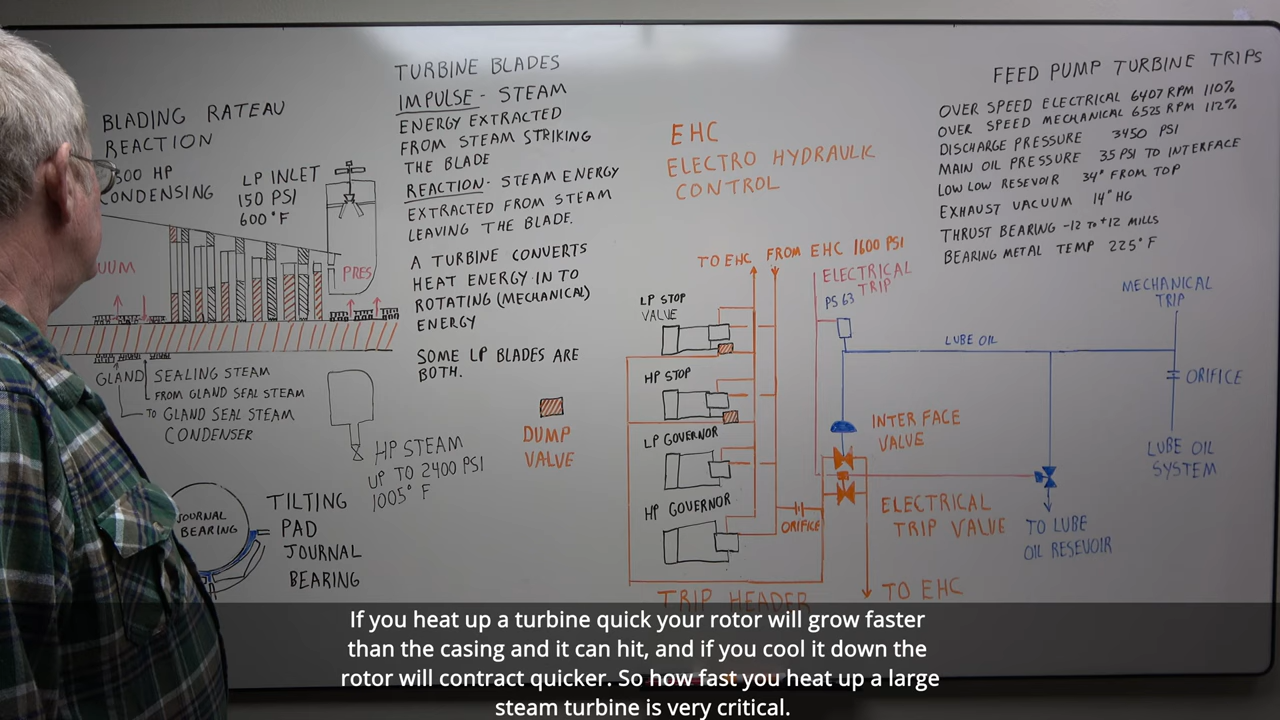 BLADING RATEAU
REACTION
300 HP
CONDENSING
LP INLET
150 PSI
600°F
PRES
GLAND
SEALING STEAM
FROM GLAND SEAL STEAM
TO GLAND SEAL STEAM
CONDENSER
HP STEAM
UP TO 2400 PSI
1005° F
JOURNAL
BEARING
TILTING
PAD
JOURNAL
BEARING
TURBINE BLADES
IMPULSE - STEAM
ENERGY EXTRACTED
FROM STEAM STRIKING
THE BLADE
REACTION- STEAM ENERGY
EXTRACTED FROM STEAM
LEAVING THE BLADE.
A TURBINE CONVERTS
HEAT ENERGY IN TO
ROTATING (MECHANICAL)
ENERGY
SOME LP BLADES ARE
BOTH.
DUMP
VALVE
EHC
ELECTRO HYDRAULIC
CONTROL
TO EHC FROM EHC 1600 PSI
LP STOP
VALVE
HP STOP
LP GOVERNOR
HP GOVERNOR
ORIFICE
TRIP HEADER
ELECTRICAL
TRIP
PS 63
LUBE OIL
INTERFACE
VALVE
ELECTRICAL
TRIP VALVE
TO EHC
TO LUBE
OIL RESEVOIR
MECHANICAL
TRIP
ORIFICE
LUBE OIL
SYSTEM
FEED PUMP TURBINE TRIPS
OVER SPEED ELECTRICAL 6407 RPM 110%
OVER SPEED MECHANICAL 6525 RPM 112%
DISCHARGE PRESSURE 3450 PSI
MAIN OIL PRESSURE 35 PSI TO INTERFACE
LOW LOW RESEVOIR 34" FROM TOP
EXHAUST VACUUM 14" HG
THRUST BEARING -12 TO +12 MILLS
BEARING METAL TEMP 225° F
If you heat up a turbine quick your rotor will grow faster
than the casing and it can hit, and if you cool it down the
rotor will contract quicker. So how fast you heat up a large
steam turbine is very critical.